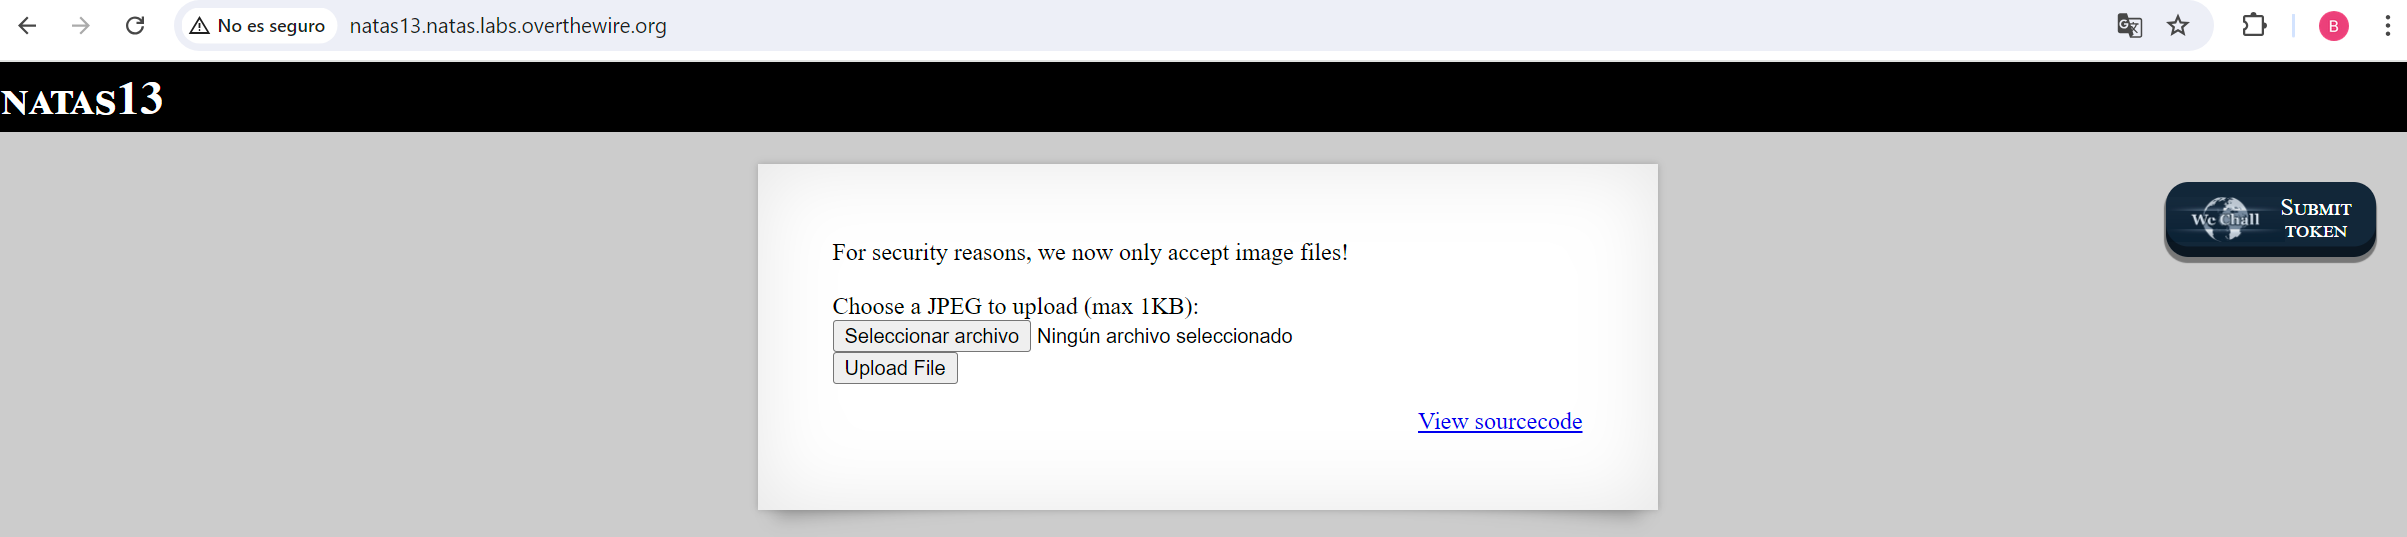 No es seguro natas13.natas.labs.overthewire.org B
NATAS13
For security reasons, we now only accept image files!
Choose a JPEG to upload (max 1KB):
Seleccionar archivo Ningún archivo seleccionado
Upload File
View sourcecode
We Chall
SUBMIT
TOKEN